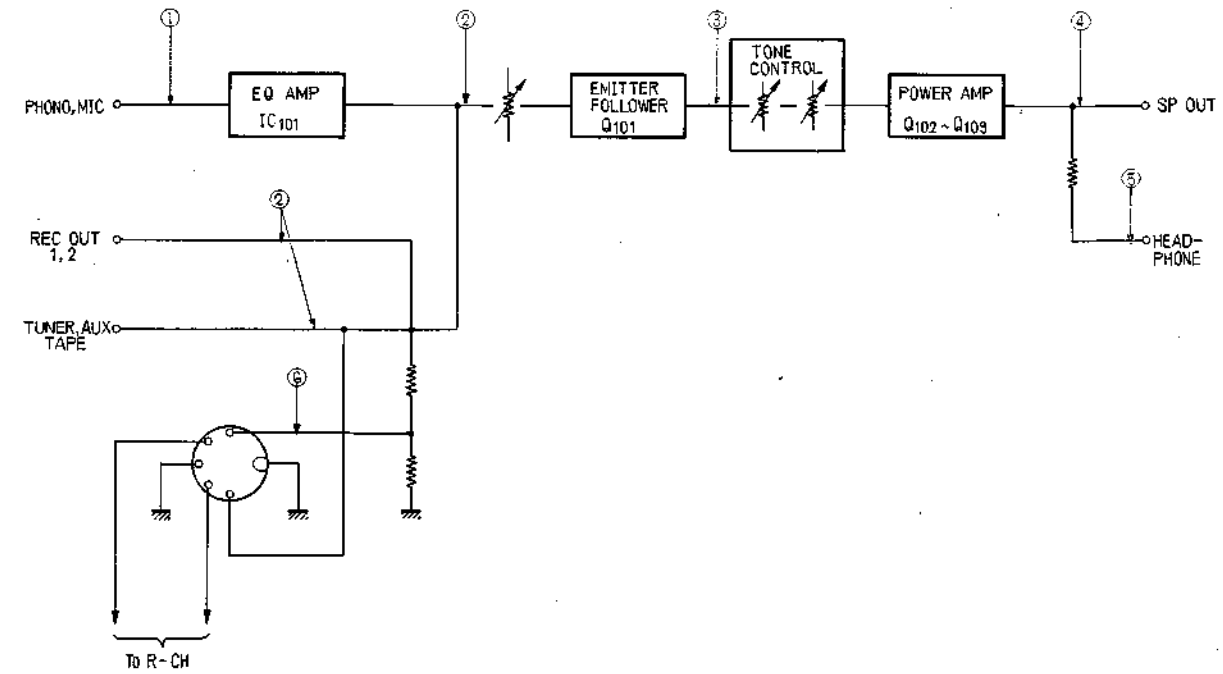 ① ② ③ ④
TONE
CONTROL
PHONO, MIC
EQ AMP
IC101
EMITTER
FOLLOWER
Q101
POWER AMP
Q102 ~ Q109
SP OUT
② ⑤
REC OUT
1, 2
HEAD-
PHONE
TUNER, AUX
TAPE
⑥
To R-CH